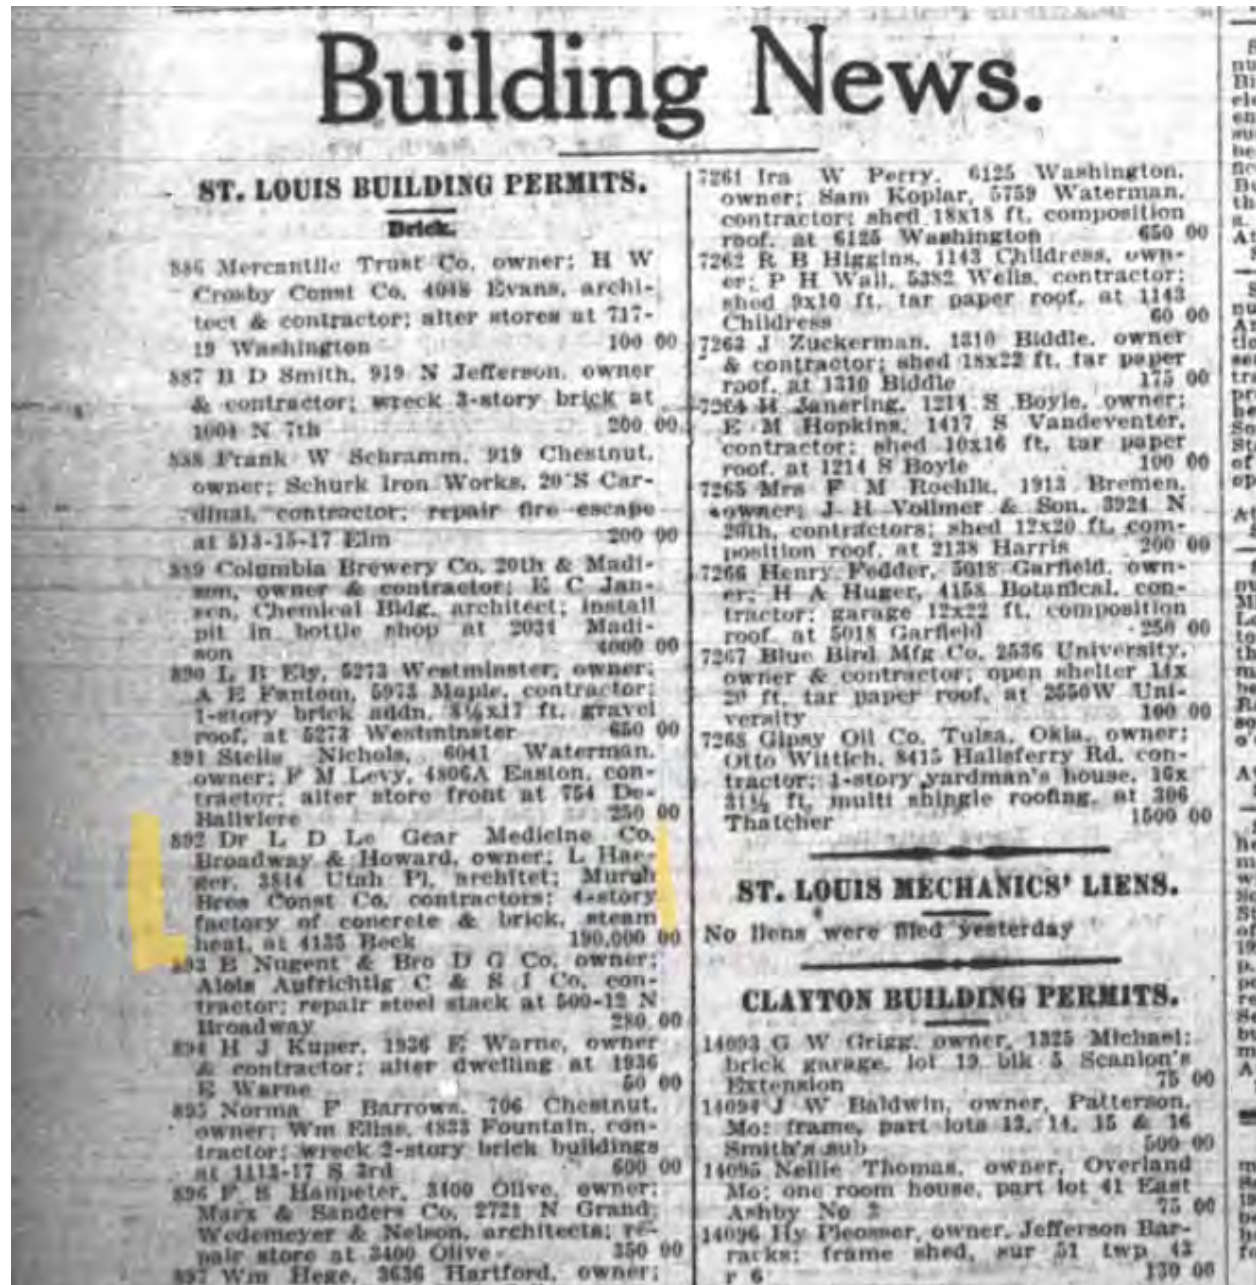 Building News.
ST. LOUIS BUILDING PERMITS.
Brick.
886 Mercantile Trust Co, owner; H W
Crosby Const Co, 4048 Evans, archi-
tect & contractor; alter stores at 717-
19 Washington 100 00
887 B D Smith, 919 N Jefferson, owner
& contractor; wreck 3-story brick at
1004 N 7th 200 00
888 Frank W Schramm, 919 Chestnut,
owner; Schurk Iron Works, 20 S Car-
dinal, contractor; repair fire escape
at 513-15-17 Elm 200 00
889 Columbia Brewery Co, 20th & Madi-
son, owner & contractor; E C Jan-
sen, Chemical Bldg, architect; install
pit in bottle shop at 2031 Madi-
son 4000 00
890 L R Ely, 5273 Westminster, owner;
A E Fantom, 5973 Maple, contractor;
1-story brick addn, 8½x17 ft, gravel
roof, at 5273 Westminster 650 00
891 Stella Nichols, 6041 Waterman,
owner; F M Levy, 4806A Easton, con-
tractor; alter store front at 754 De-
Baliviere 250 00
892 Dr L D Le Gear Medicine Co,
Broadway & Howard, owner; L Hae-
ger, 3844 Utah Pl, architet; Murch
Bros Const Co, contractors; 4-story
factory of concrete & brick, steam
heat, at 4135 Beck 190,000 00
893 B Nugent & Bro D G Co, owner;
Alois Aufrichtig C & S I Co, con-
tractor; repair steel stack at 500-12 N
Broadway 280 00
894 H J Kuper, 1936 E Warne, owner
& contractor; alter dwelling at 1936
E Warne 50 00
895 Norma F Barrows, 706 Chestnut,
owner; Wm Elias, 4833 Fountain, con-
tractor; wreck 2-story brick buildings
at 1113-17 S 3rd 600 00
896 F S Hanpeter, 3400 Olive, owner;
Marx & Sanders Co, 2721 N Grand;
Wedemeyer & Nelson, architects; re-
pair store at 3400 Olive 350 00
897 Wm Hege, 3636 Hartford, owner;
7261 Ira W Perry, 6125 Washington,
owner; Sam Koplar, 5759 Waterman,
contractor; shed 18x18 ft, composition
roof, at 6125 Washington 650 00
7262 R B Higgins, 1143 Childress, own-
er; P H Wall, 5382 Wells, contractor;
shed 9x10 ft, tar paper roof, at 1143
Childress 60 00
7263 J Zuckerman, 1310 Biddle, owner
& contractor; shed 18x22 ft, tar paper
roof, at 1310 Biddle 175 00
7264 H Janering, 1214 S Boyle, owner;
E M Hopkins, 1417 S Vandeventer,
contractor; shed 10x16 ft, tar paper
roof, at 1214 S Boyle 100 00
7265 Mrs F M Roehlk, 1913 Bremen,
owner; J H Vollmer & Son, 3924 N
20th, contractors; shed 12x20 ft, com-
position roof, at 2138 Harris 200 00
7266 Henry Fedder, 5018 Garfield, own-
er; H A Huger, 4158 Botanical, con-
tractor; garage 12x22 ft, composition
roof, at 5018 Garfield 250 00
7267 Blue Bird Mfg Co, 2536 University,
owner & contractor; open shelter 14x
20 ft, tar paper roof, at 2550W Uni-
versity 100 00
7268 Gipsy Oil Co, Tulsa, Okla, owner;
Otto Wittich, 8415 Hallsferry Rd, con-
tractor; 1-story yardman's house, 16x
31½ ft, multi shingle roofing, at 306
Thatcher 1500 00
ST. LOUIS MECHANICS' LIENS.
No liens were filed yesterday
CLAYTON BUILDING PERMITS.
14093 G W Grigg, owner, 1325 Michael;
brick garage, lot 19, blk 5 Scanlon's
Extension 75 00
14094 J W Baldwin, owner, Patterson,
Mo; frame, part lots 13, 14, 15 & 16
Smith's sub 500 00
14095 Nellie Thomas, owner, Overland
Mo; one room house, part lot 41 East
Ashby No 3 75 00
14096 Hy Pleosser, owner, Jefferson Bar-
racks; frame shed, sur 51 twp 43
r 6 130 00